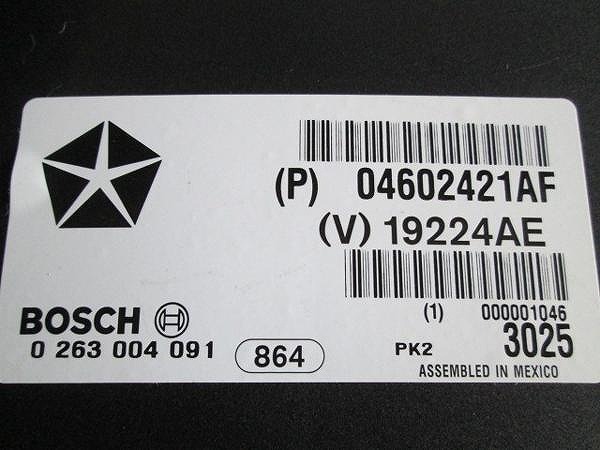 (P) 04602421AF
(V) 19224AE
(1) 000001046
BOSCH
0 263 004 091 864
PK2 3025
ASSEMBLED IN MEXICO